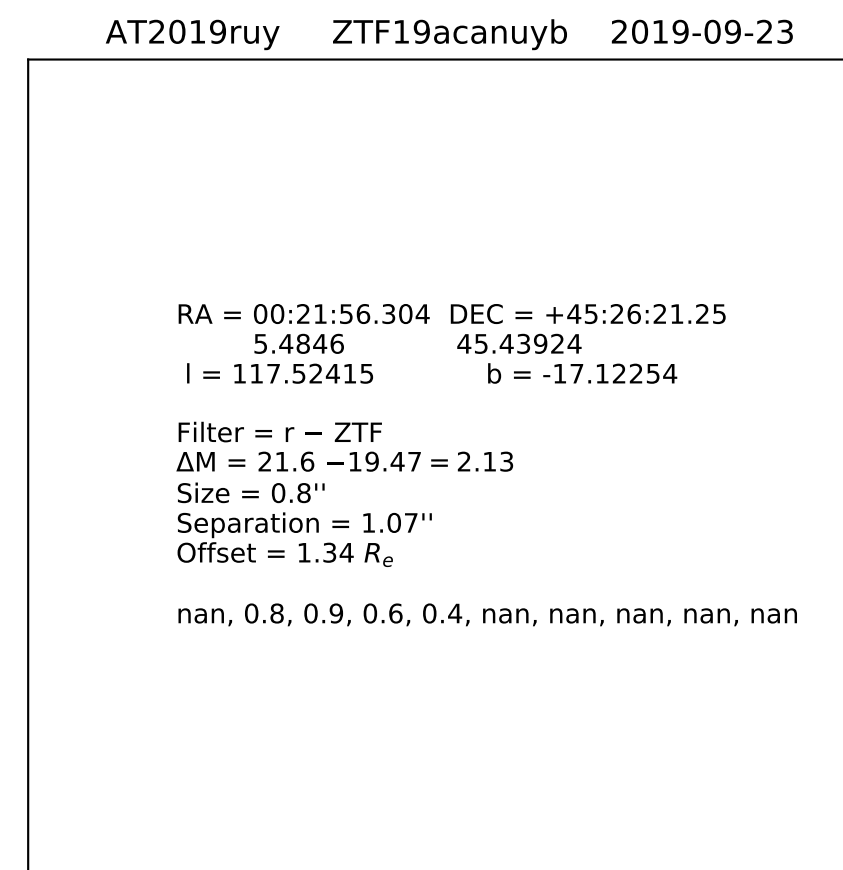 AT2019ruy ZTF19acanuyb 2019-09-23
RA = 00:21:56.304 DEC = +45:26:21.25
5.4846 45.43924
l = 117.52415 b = -17.12254
Filter = r − ZTF
ΔM = 21.6 −19.47 = 2.13
Size = 0.8''
Separation = 1.07''
Offset = 1.34 Re
nan, 0.8, 0.9, 0.6, 0.4, nan, nan, nan, nan, nan